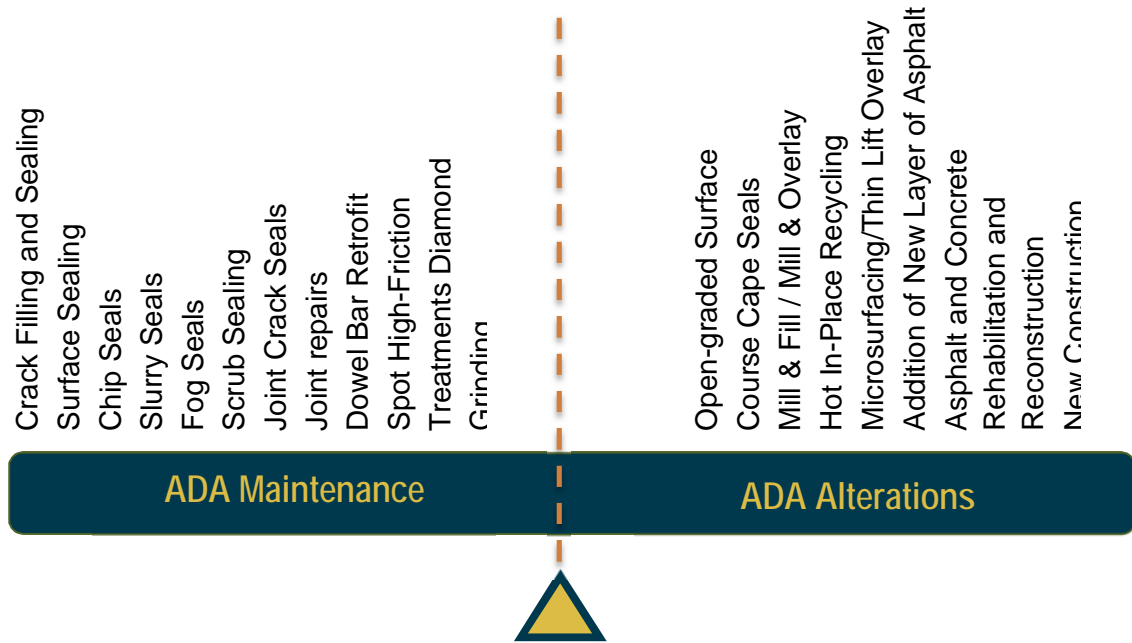 Crack Filling and Sealing
Surface Sealing
Chip Seals
Slurry Seals
Fog Seals
Scrub Sealing
Joint Crack Seals
Joint repairs
Dowel Bar Retrofit
Spot High-Friction
Treatments Diamond
Grinding
Open-graded Surface
Course Cape Seals
Mill & Fill / Mill & Overlay
Hot In-Place Recycling
Microsurfacing/Thin Lift Overlay
Addition of New Layer of Asphalt
Asphalt and Concrete
Rehabilitation and
Reconstruction
New Construction
ADA Maintenance
ADA Alterations